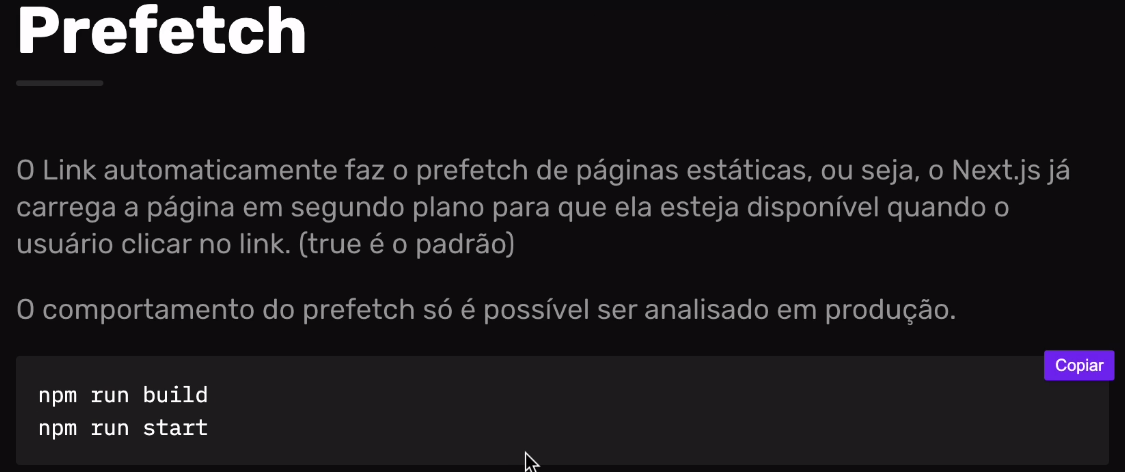 Prefetch
O Link automaticamente faz o prefetch de páginas estáticas, ou seja, o Next.js já
carrega a página em segundo plano para que ela esteja disponível quando o
usuário clicar no link. (true é o padrão)
O comportamento do prefetch só é possível ser analisado em produção.
Copiar
npm run build
npm run start